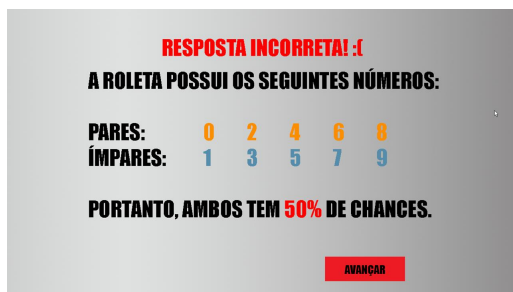 RESPOSTA INCORRETA! :(
A ROLETA POSSUI OS SEGUINTES NÚMEROS:
PARES: 0 2 4 6 8
ÍMPARES: 1 3 5 7 9
PORTANTO, AMBOS TEM 50% DE CHANCES.
AVANÇAR